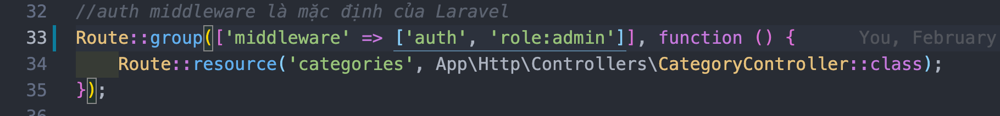 32 //auth middleware là mặc định của Laravel
33 Route::group(['middleware' => ['auth', 'role:admin']], function () { You, February
34 Route::resource('categories', App\Http\Controllers\CategoryController::class);
35 });
36